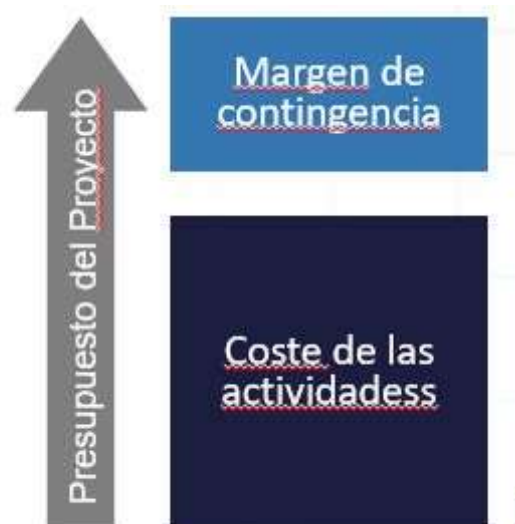 Presupuesto del Proyecto
Margen de
contingencia
Coste de las
actividadess